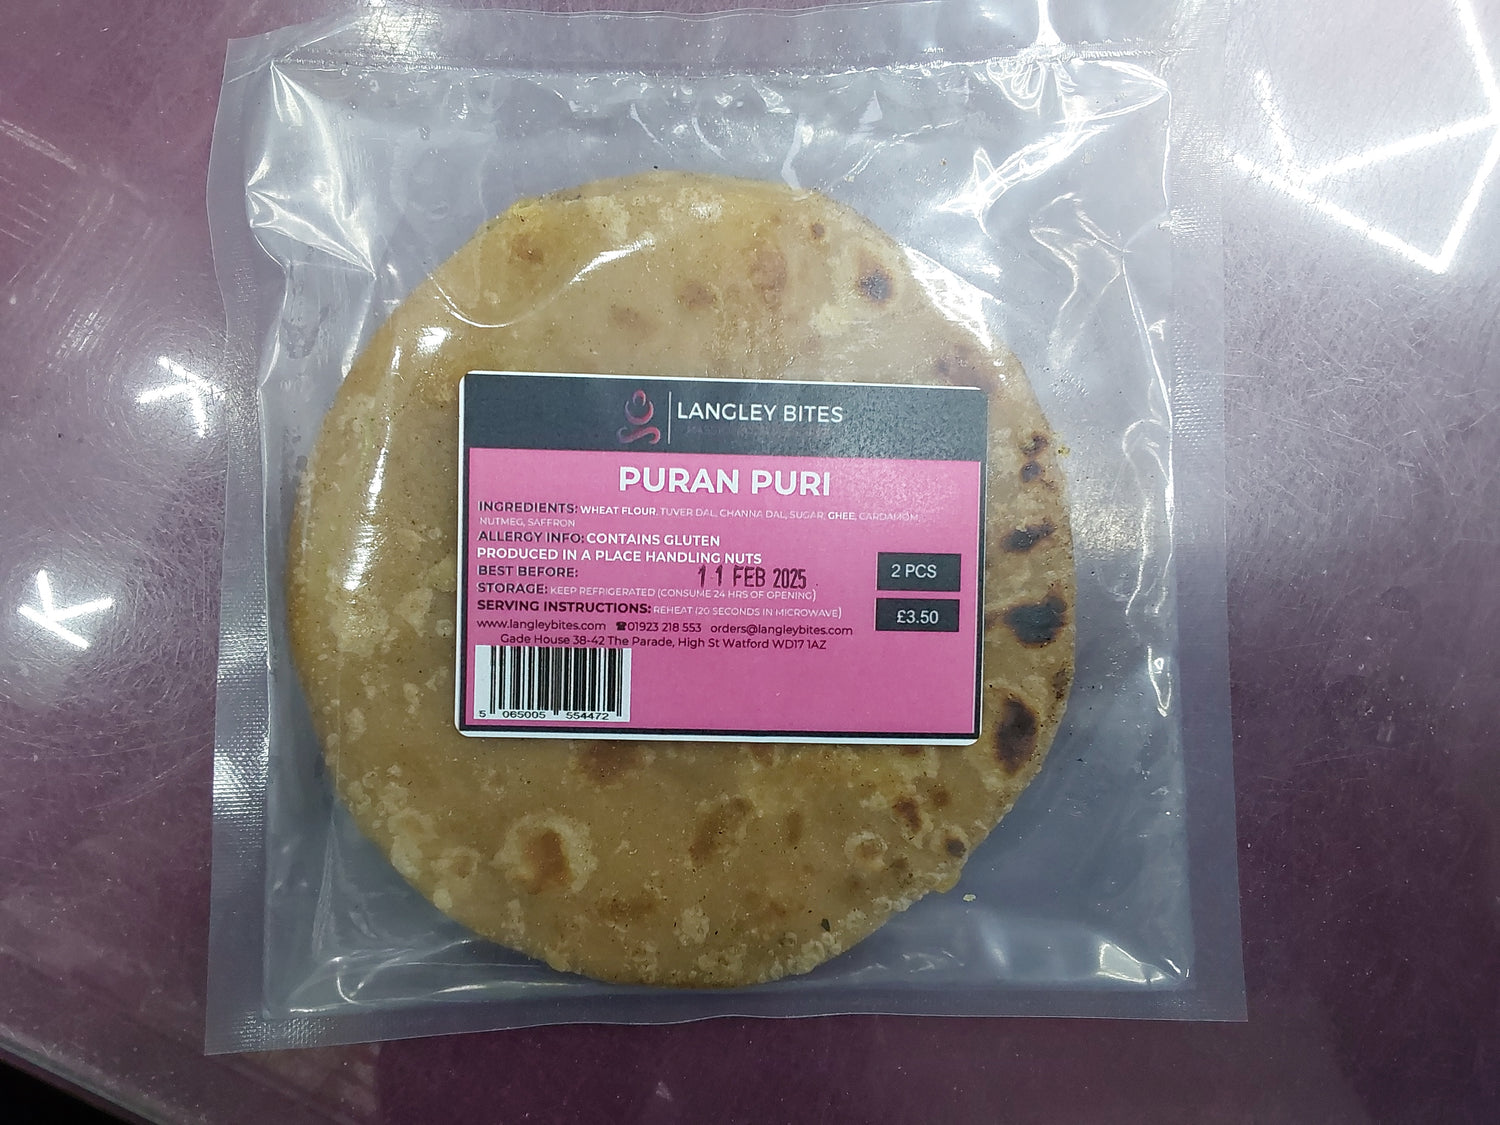 LANGLEY BITES
PURAN PURI
INGREDIENTS: WHEAT FLOUR, TUVER DAL, CHANNA DAL, SUGAR, GHEE, CARDAMOM,
NUTMEG, SAFFRON
ALLERGY INFO: CONTAINS GLUTEN
PRODUCED IN A PLACE HANDLING NUTS
BEST BEFORE: 11 FEB 2025
STORAGE: KEEP REFRIGERATED (CONSUME 24 HRS OF OPENING)
SERVING INSTRUCTIONS: REHEAT (20 SECONDS IN MICROWAVE)
www.langleybites.com ☎01923 218 553 orders@langleybites.com
Gade House 38-42 The Parade, High St Watford WD17 1AZ
2 PCS
£3.50
5 065005 554472